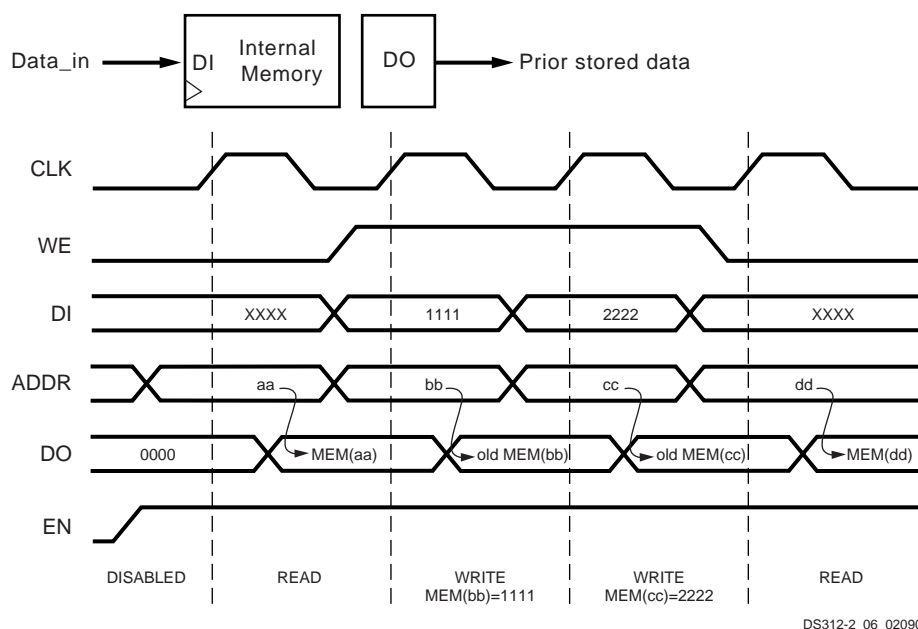 Data_in DI Internal Memory DO Prior stored data
CLK
WE
DI XXXX 1111 2222 XXXX
ADDR aa bb cc dd
DO 0000 MEM(aa) old MEM(bb) old MEM(cc) MEM(dd)
EN
DISABLED READ WRITE WRITE READ
MEM(bb)=1111 MEM(cc)=2222
DS312-2_06_02090